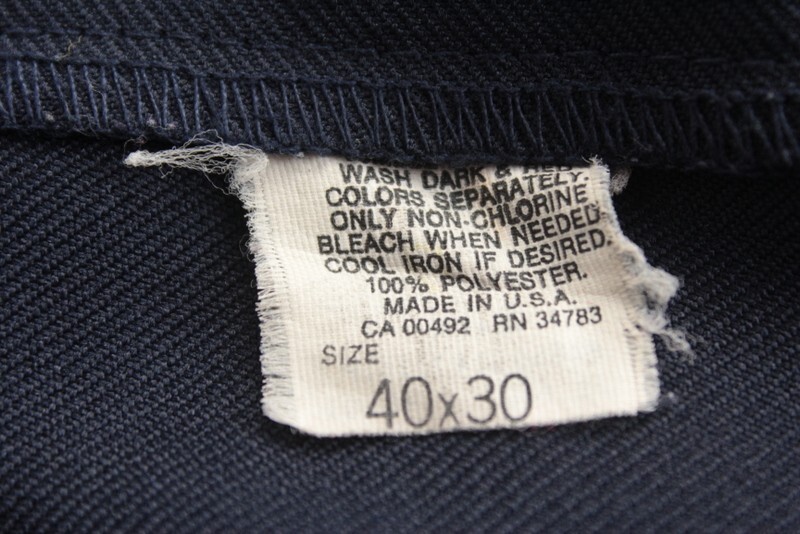 WASH DARK & RED
COLORS SEPARATELY.
ONLY NON-CHLORINE
BLEACH WHEN NEEDED.
COOL IRON IF DESIRED.
100% POLYESTER.
MADE IN U.S.A.
CA 00492 RN 34783
SIZE
40x30